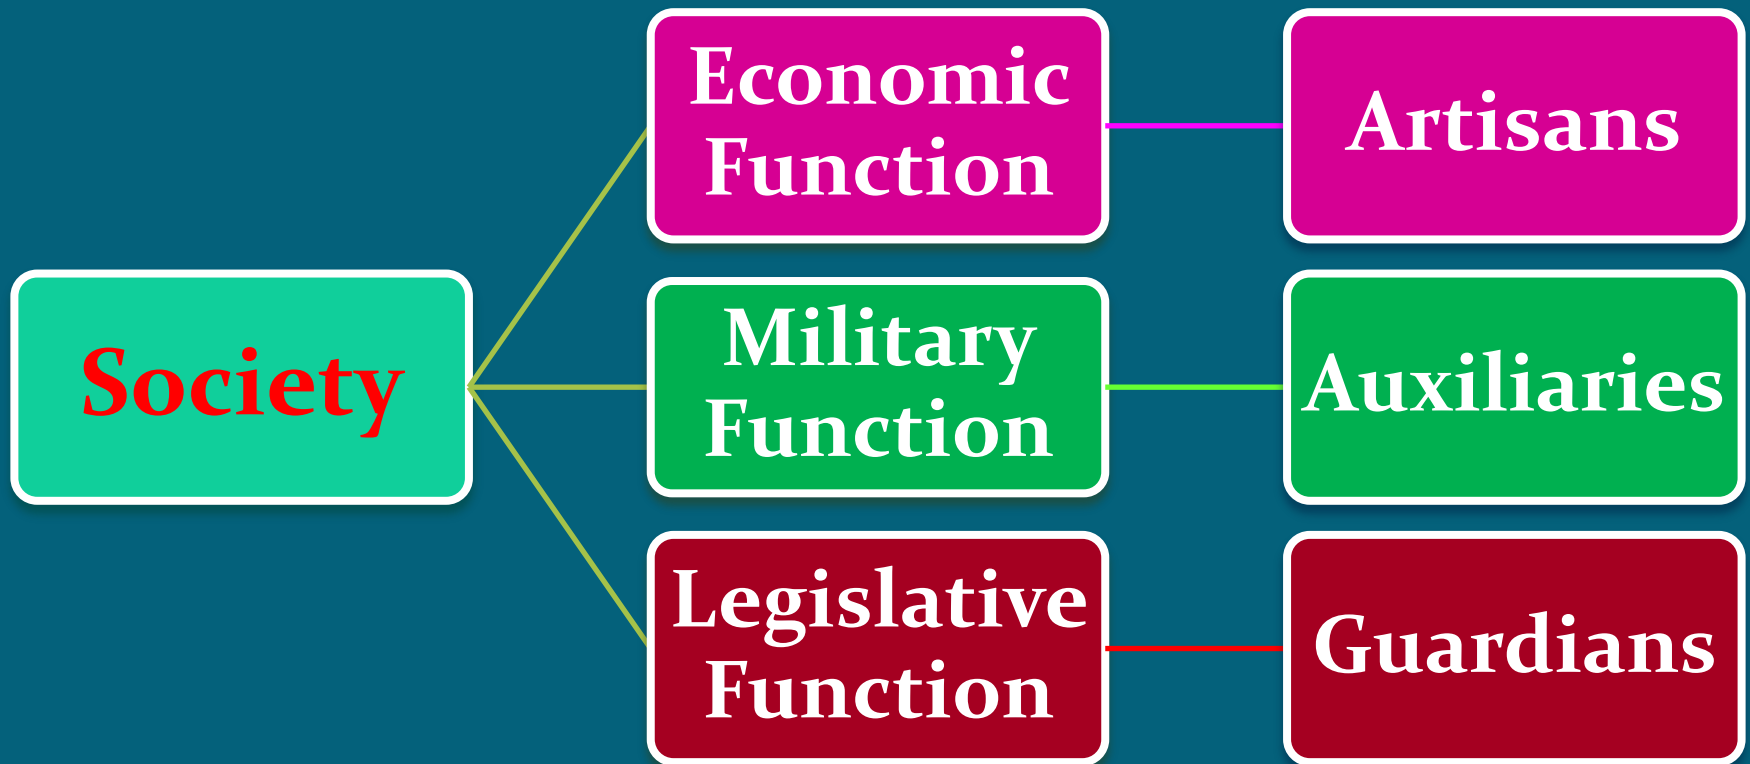 Society
Economic
Function
Artisans
Military
Function
Auxiliaries
Legislative
Function
Guardians